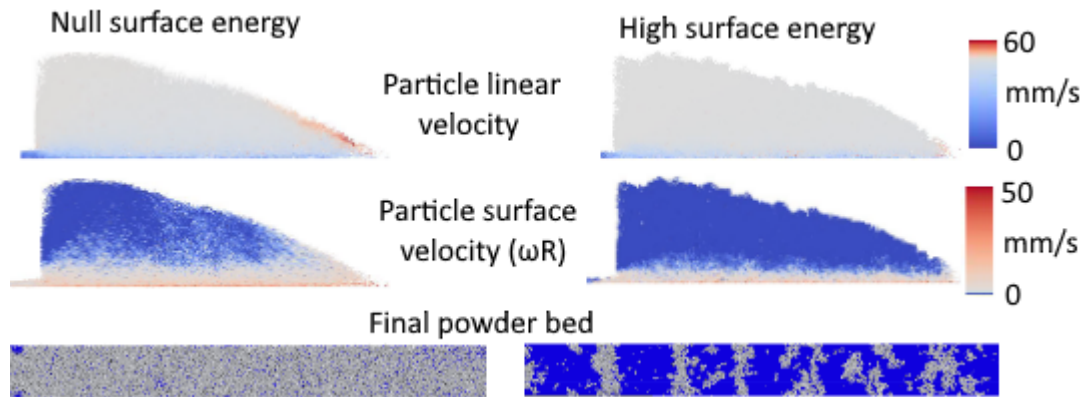 Null surface energy
High surface energy
60
mm/s
0
Particle linear
velocity
50
mm/s
0
Particle surface
velocity (ωR)
Final powder bed